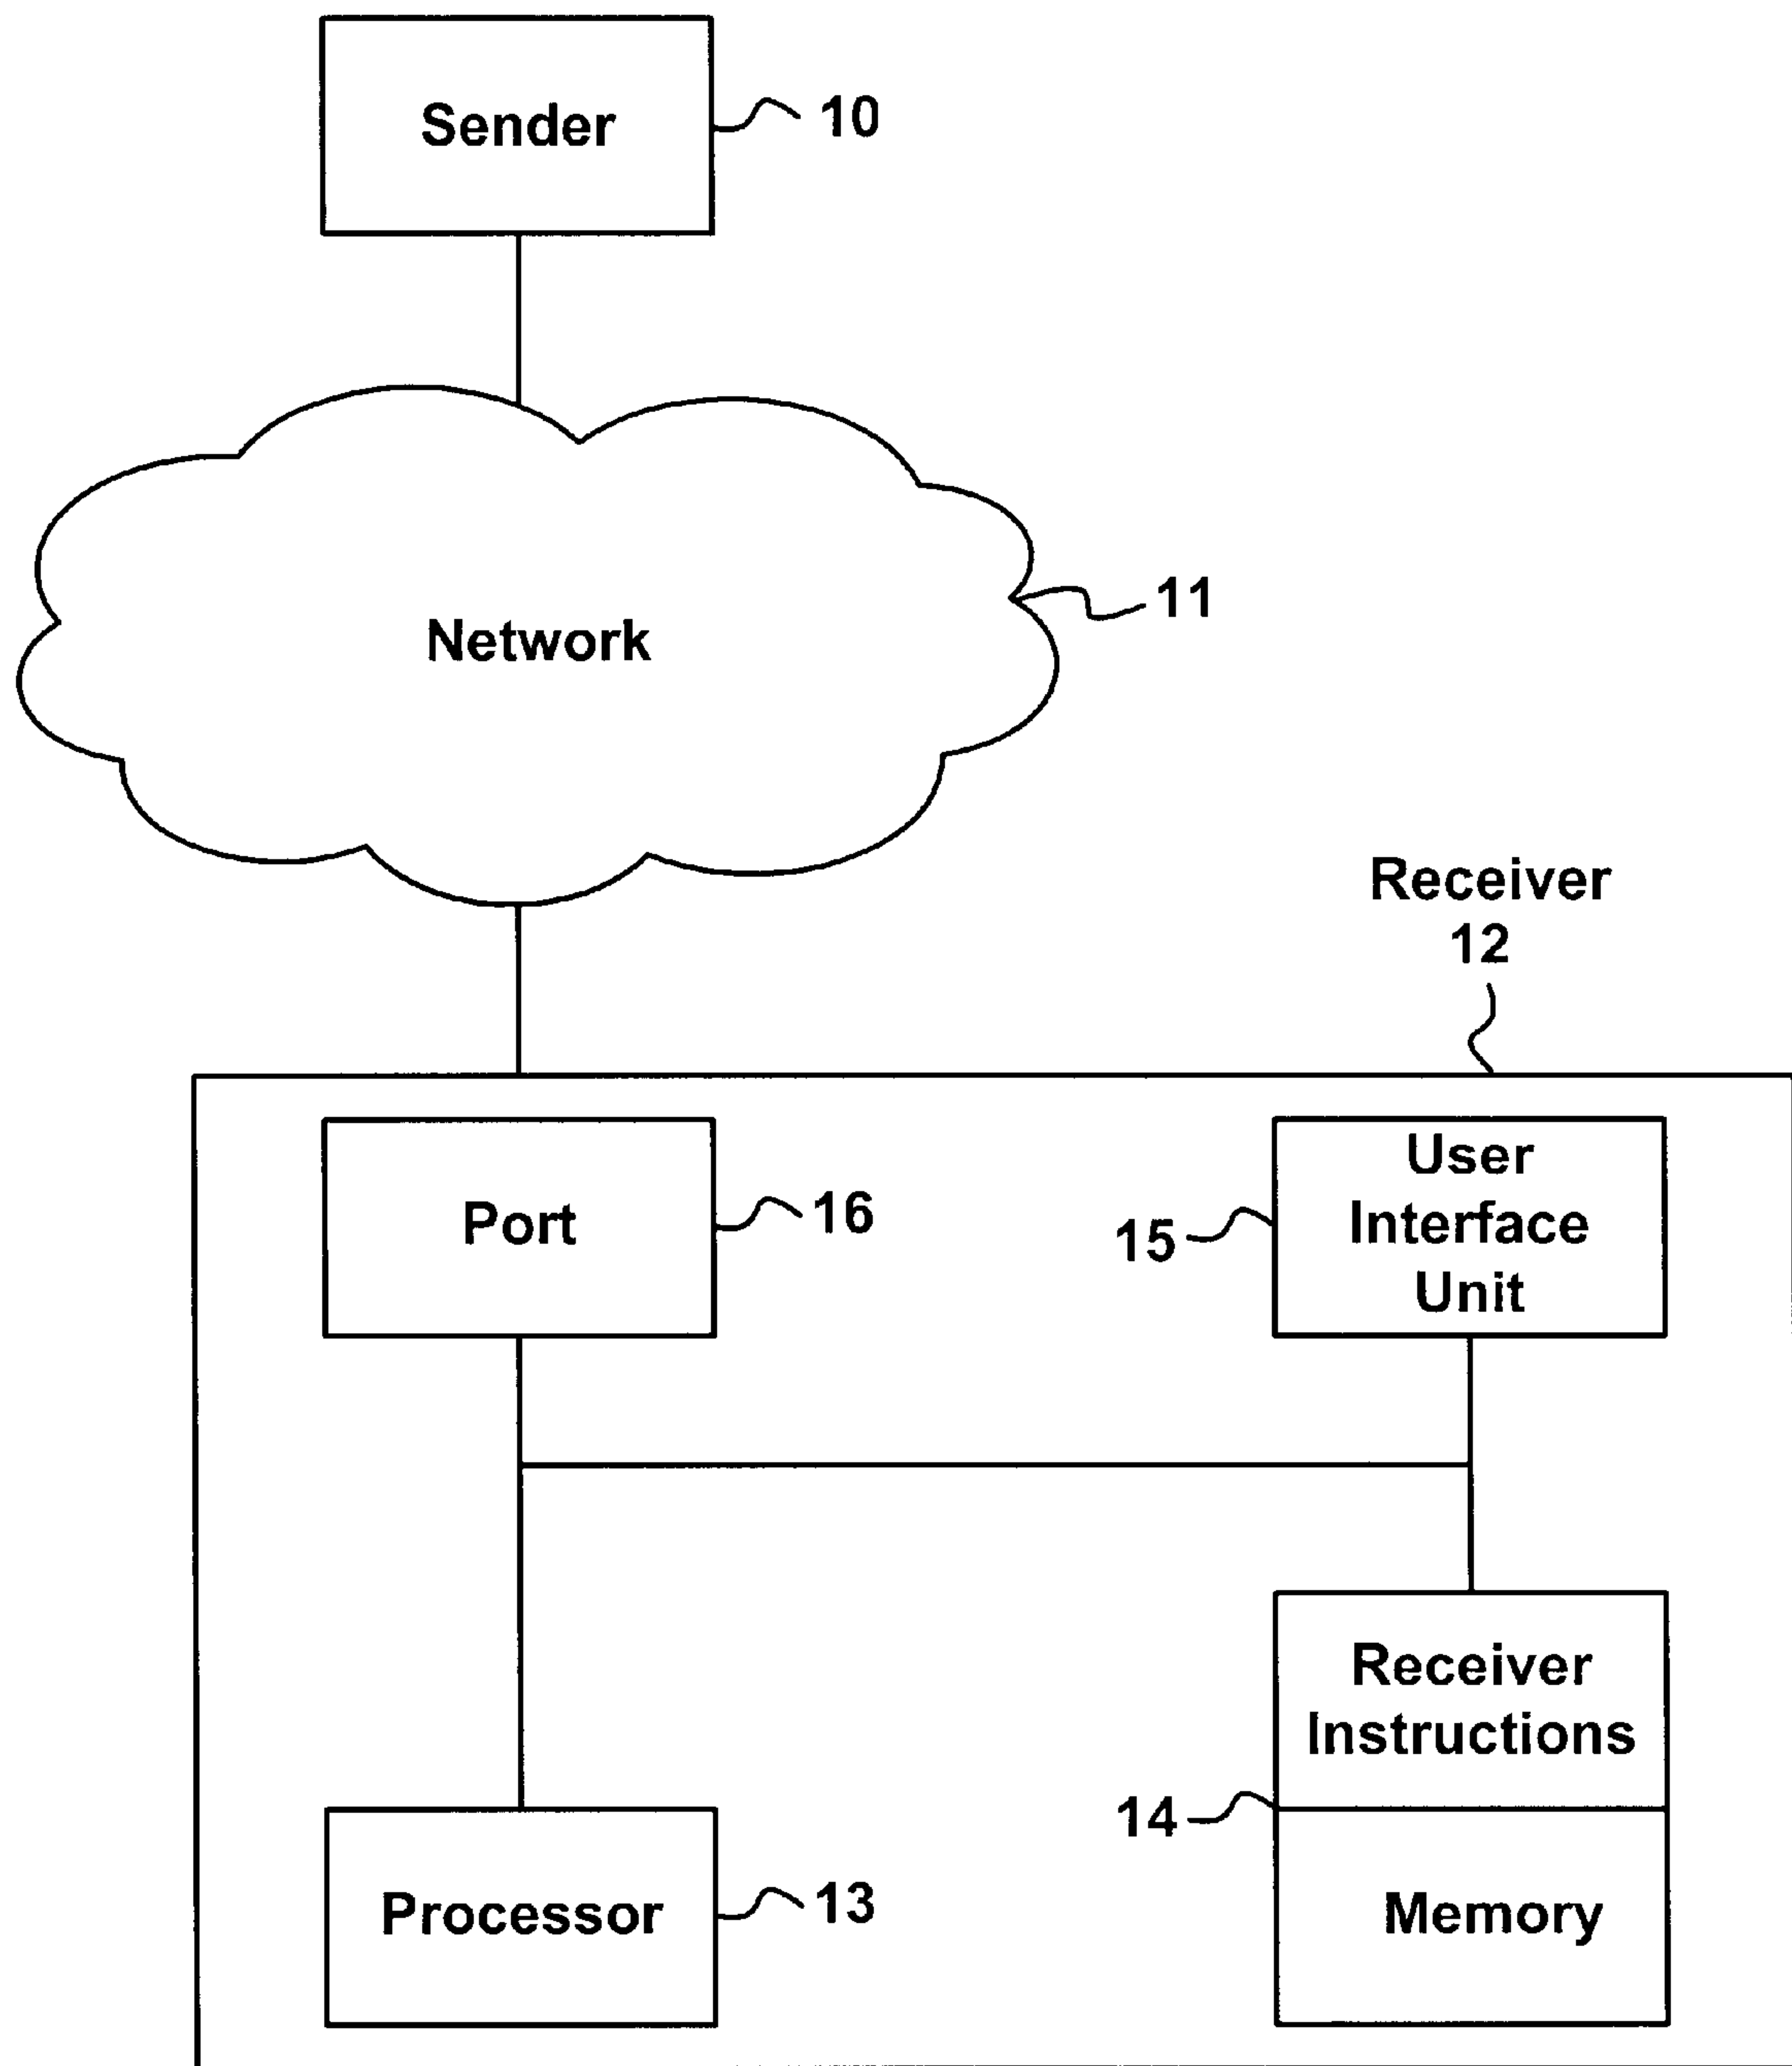 Sender
10
Network
11
Receiver
12
Port
16
User
Interface
Unit
15
Receiver
Instructions
14
Processor
13
Memory